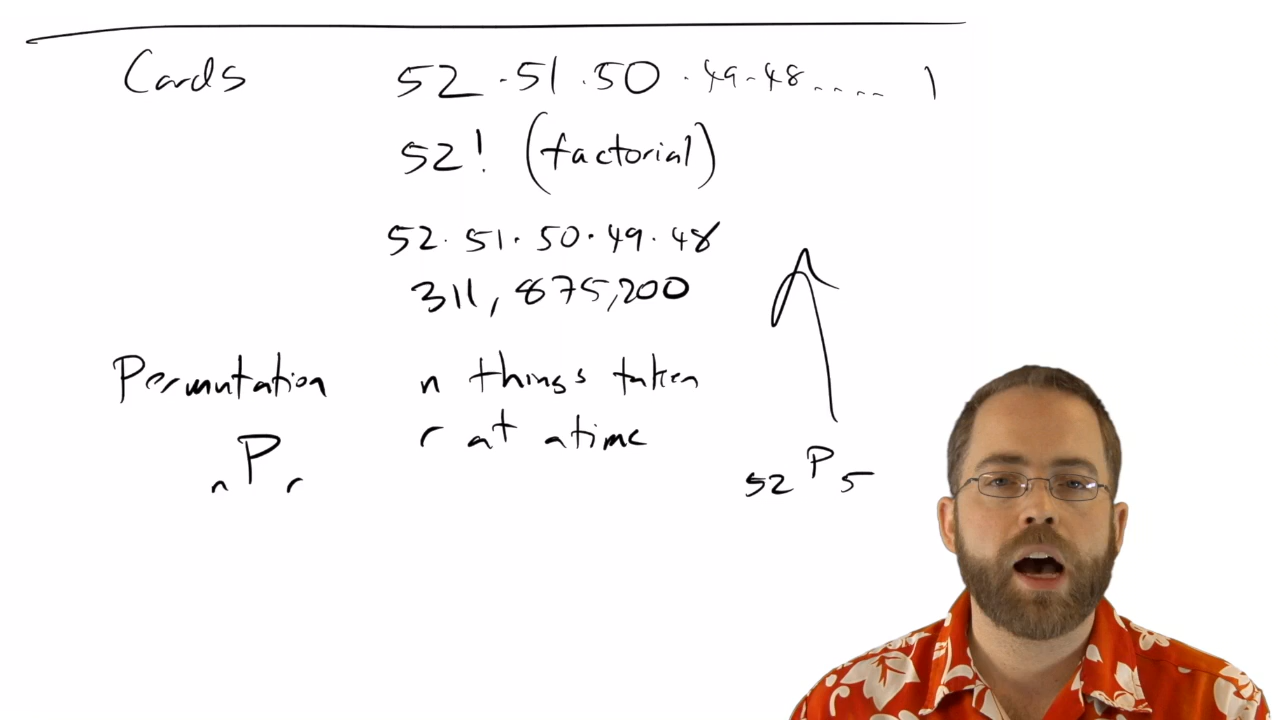 Cards 52 · 51 · 50 · 49 · 48 .... 1
52! (factorial)
52 · 51 · 50 · 49 · 48
311,875,200
Permutation n things taken
r at a time
nPr
52P5